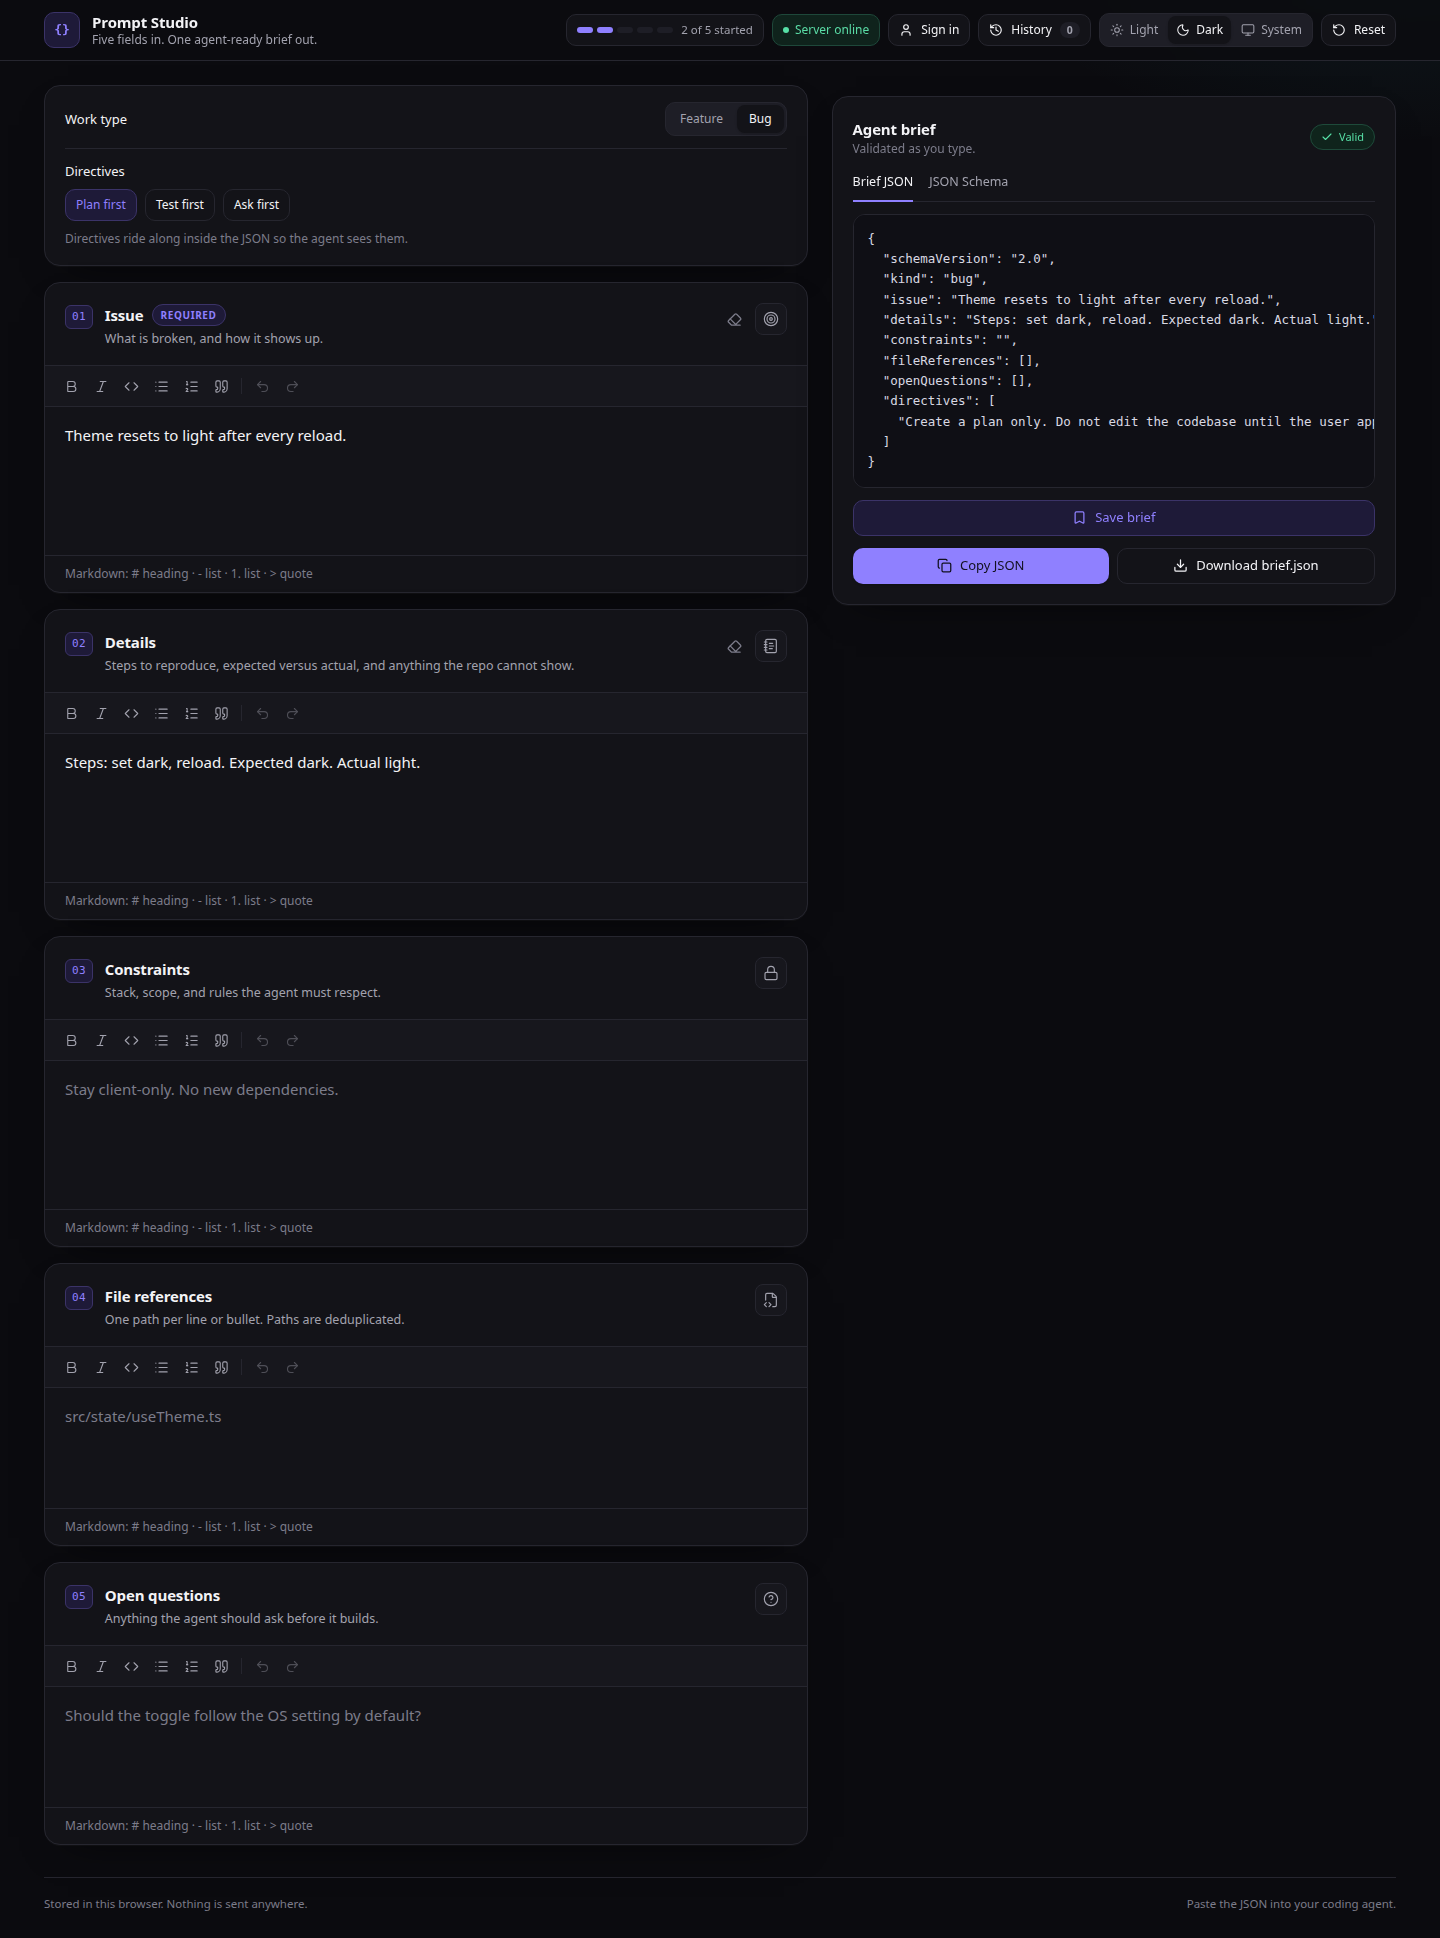 {} Prompt Studio
Five fields in. One agent-ready brief out.
2 of 5 started
Server online
Sign in
History 0
Light
Dark
System
Reset
Work type
Feature
Bug
Directives
Plan first
Test first
Ask first
Directives ride along inside the JSON so the agent sees them.
01 Issue REQUIRED
What is broken, and how it shows up.
Theme resets to light after every reload.
Markdown: # heading · - list · 1. list · > quote
02 Details
Steps to reproduce, expected versus actual, and anything the repo cannot show.
Steps: set dark, reload. Expected dark. Actual light.
Markdown: # heading · - list · 1. list · > quote
03 Constraints
Stack, scope, and rules the agent must respect.
Stay client-only. No new dependencies.
Markdown: # heading · - list · 1. list · > quote
04 File references
One path per line or bullet. Paths are deduplicated.
src/state/useTheme.ts
Markdown: # heading · - list · 1. list · > quote
05 Open questions
Anything the agent should ask before it builds.
Should the toggle follow the OS setting by default?
Markdown: # heading · - list · 1. list · > quote
Agent brief
Validated as you type.
Valid
Brief JSON
JSON Schema
{
"schemaVersion": "2.0",
"kind": "bug",
"issue": "Theme resets to light after every reload.",
"details": "Steps: set dark, reload. Expected dark. Actual light."
"constraints": "",
"fileReferences": [],
"openQuestions": [],
"directives": [
"Create a plan only. Do not edit the codebase until the user app
]
}
Save brief
Copy JSON
Download brief.json
Stored in this browser. Nothing is sent anywhere.
Paste the JSON into your coding agent.